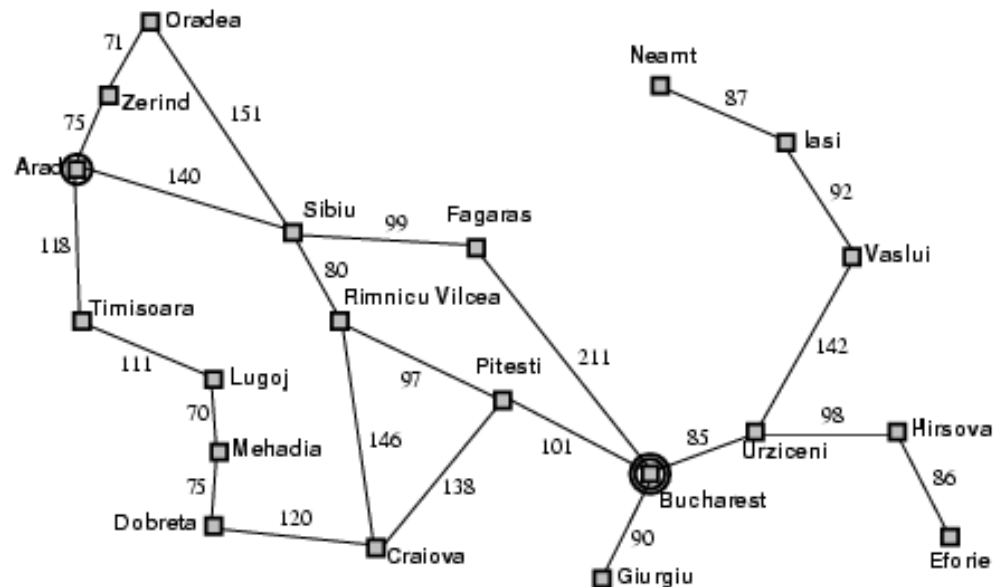 Oradea
71
Neamt
87
Zerind
151
75
Iasi
Arad
140
92
Sibiu
Fagaras
99
118
Vaslui
80
Timisoara
Rimnicu Vilcea
142
111
Pitesti
211
Lugoj
97
70
98
Hirsova
146
101
85
Urziceni
Mehadia
138
86
75
Bucharest
120
Dobreta
90
Craiova
Eforie
Giurgiu